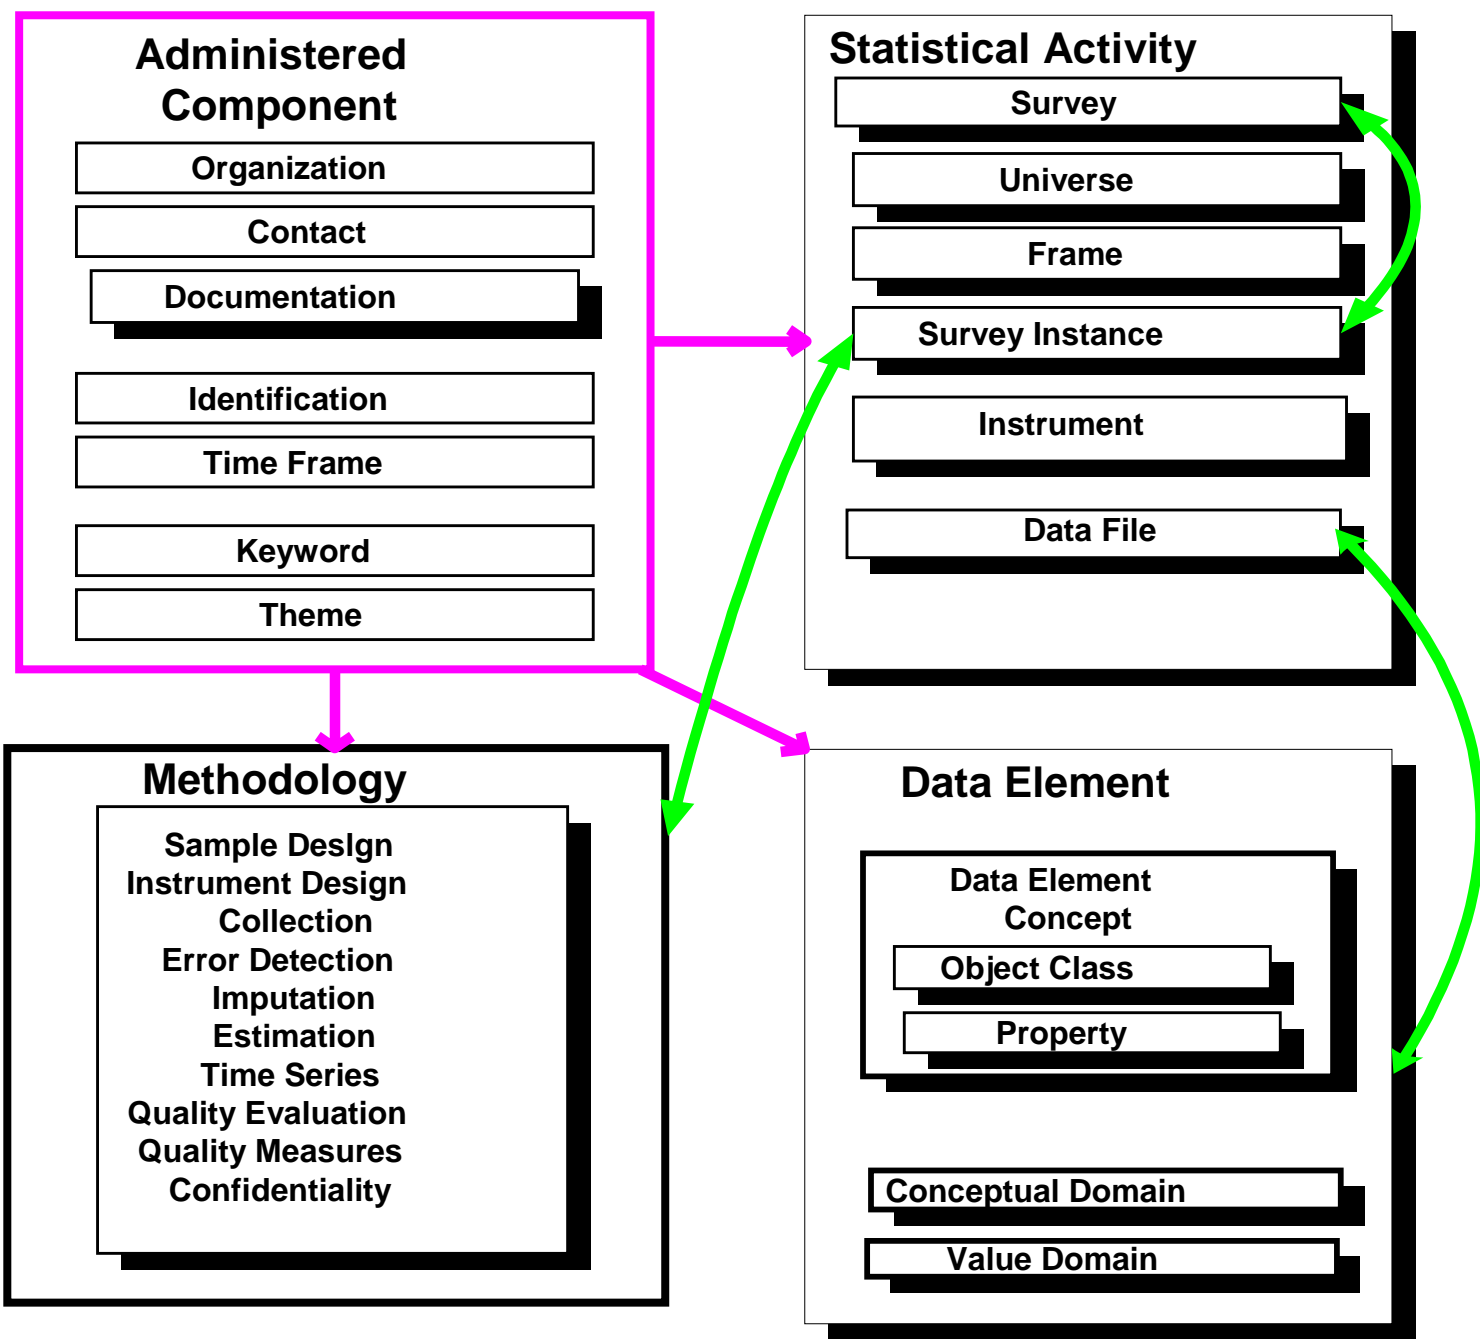 Administered
Component
Organization
Contact
Documentation
Identification
Time Frame
Keyword
Theme
Statistical Activity
Survey
Universe
Frame
Survey Instance
Instrument
Data File
Methodology
Sample DesIgn
Instrument Design
Collection
Error Detection
Imputation
Estimation
Time Series
Quality Evaluation
Quality Measures
Confidentiality
Data Element
Data Element
Concept
Object Class
Property
Conceptual Domain
Value Domain